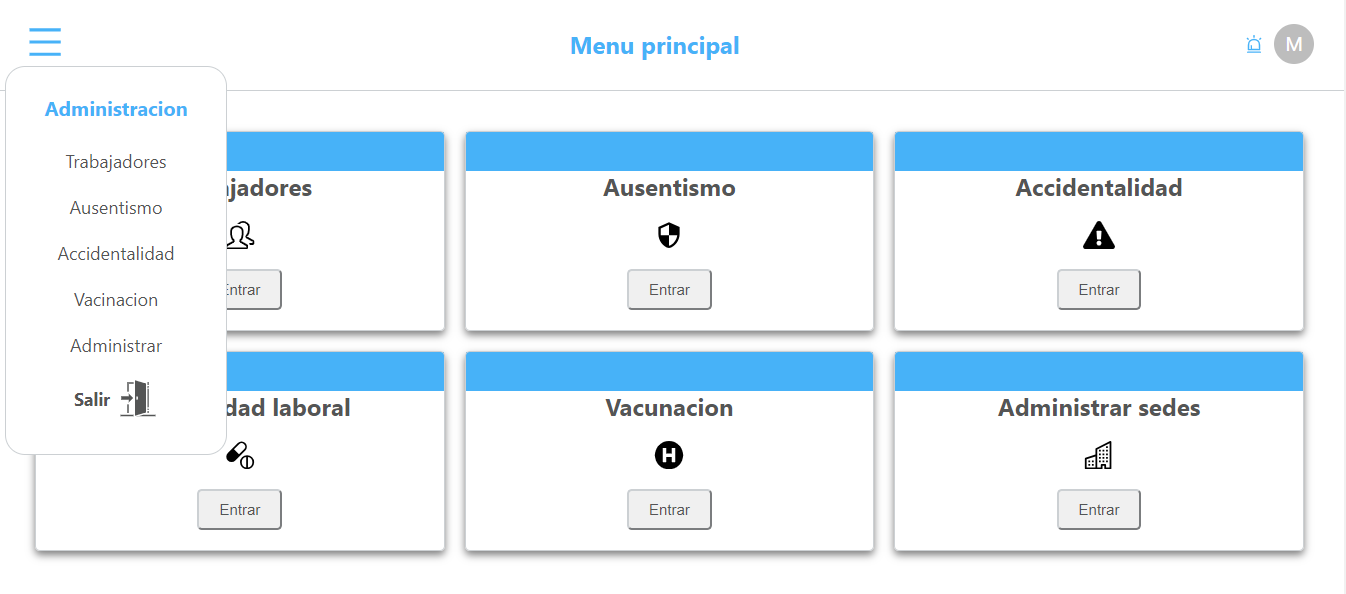 Menu principal
M
Administracion
Trabajadores
Ausentismo
Accidentalidad
Vacinacion
Administrar
Salir
jadores
Ausentismo
Accidentalidad
Entrar
Entrar
Entrar
dad laboral
Vacunacion
Administrar sedes
H
Entrar
Entrar
Entrar